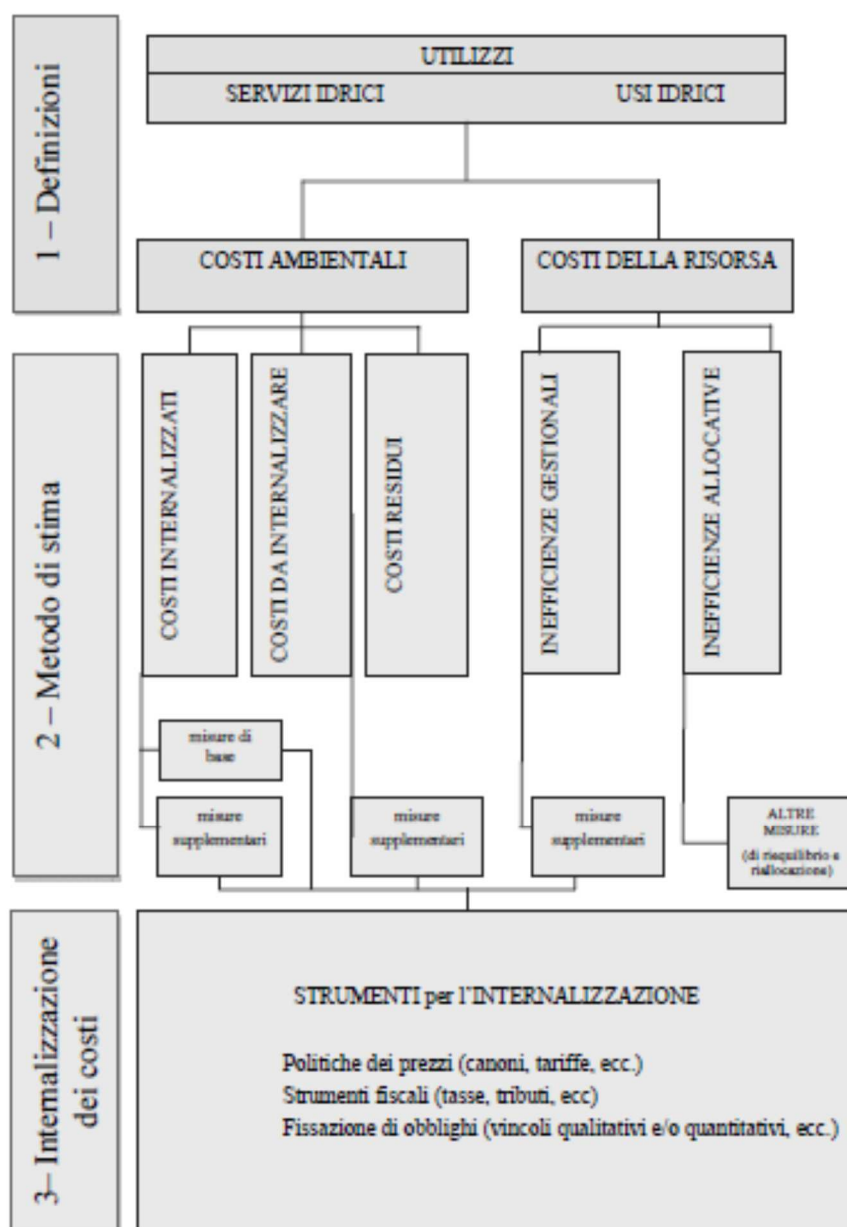 1 – Definizioni
UTILIZZI
SERVIZI IDRICI
USI IDRICI
COSTI AMBIENTALI
COSTI DELLA RISORSA
2 – Metodo di stima
COSTI INTERNALIZZATI
COSTI DA INTERNALIZZARE
COSTI RESIDUI
INEFFICIENZE GESTIONALI
INEFFICIENZE ALLOCATIVE
misure di
base
misure
supplementari
misure
supplementari
misure
supplementari
ALTRE
MISURE
(di riequilibrio e
riallocazione)
3– Internalizzazione
dei costi
STRUMENTI per l'INTERNALIZZAZIONE
Politiche dei prezzi (canoni, tariffe, ecc.)
Strumenti fiscali (tasse, tributi, ecc)
Fissazione di obblighi (vincoli qualitativi e/o quantitativi, ecc.)